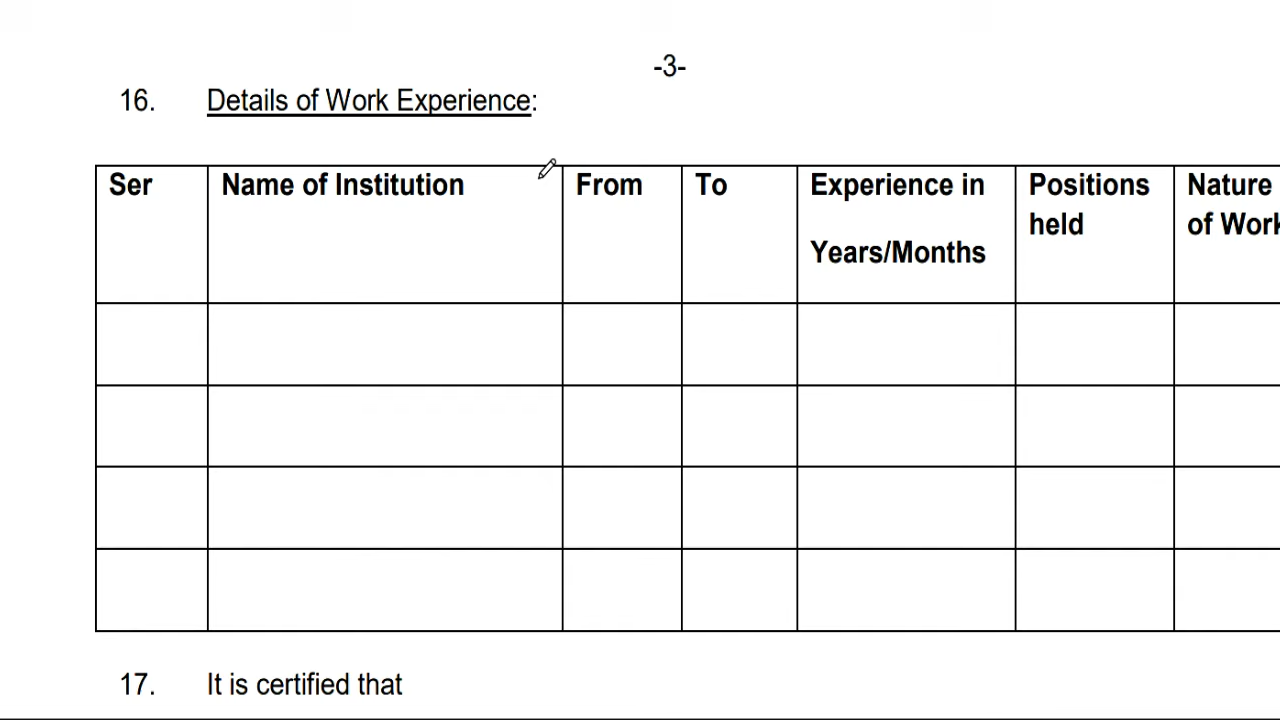 -3-
16. Details of Work Experience:
Ser Name of Institution From To Experience in Positions Nature
held of Work
Years/Months
17. It is certified that